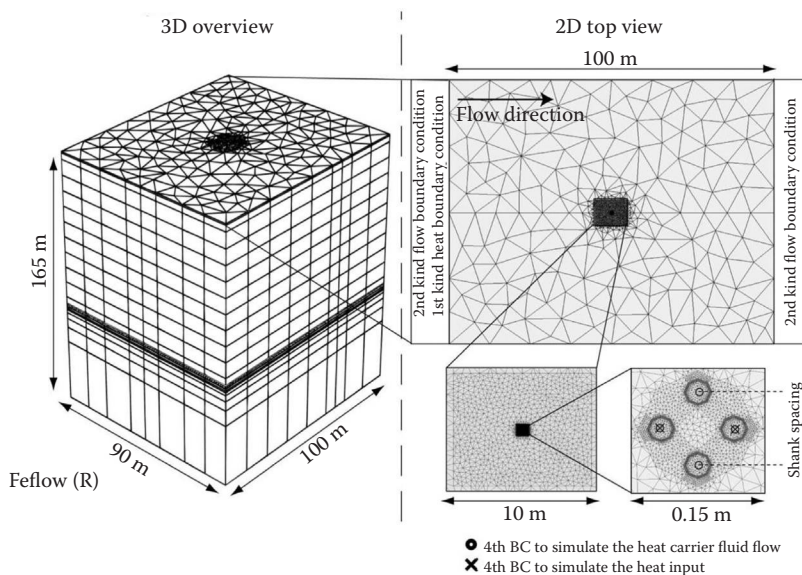 3D overview
2D top view
100 m
Flow direction
2nd kind flow boundary condition
1st kind heat boundary condition
2nd kind flow boundary condition
165 m
90 m
100 m
Feflow (R)
10 m
0.15 m
Shank spacing
4th BC to simulate the heat carrier fluid flow
4th BC to simulate the heat input